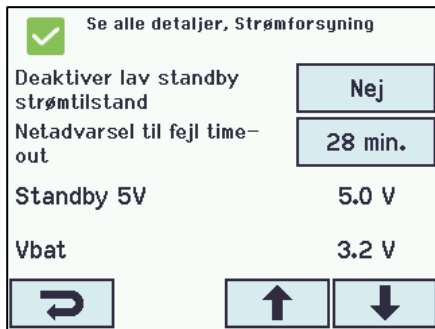 Se alle detaljer, Strømforsyning
Deaktiver lav standby
strømtilstand
Nej
Netadvarsel til fejl time-
out
28 min.
Standby 5V
5.0 V
Vbat
3.2 V